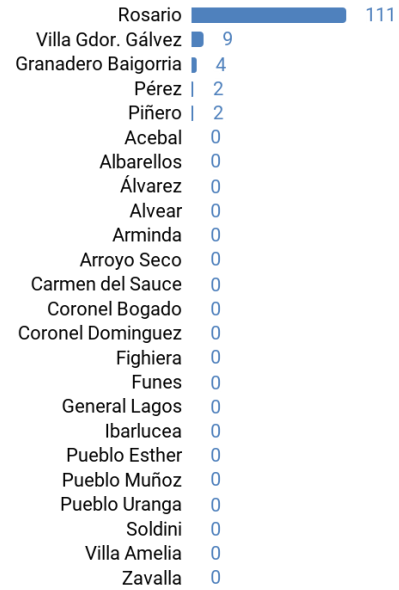 Rosario 111
Villa Gdor. Gálvez 9
Granadero Baigorria 4
Pérez 2
Piñero 2
Acebal 0
Albarellos 0
Álvarez 0
Alvear 0
Arminda 0
Arroyo Seco 0
Carmen del Sauce 0
Coronel Bogado 0
Coronel Dominguez 0
Fighiera 0
Funes 0
General Lagos 0
Ibarlucea 0
Pueblo Esther 0
Pueblo Muñoz 0
Pueblo Uranga 0
Soldini 0
Villa Amelia 0
Zavalla 0